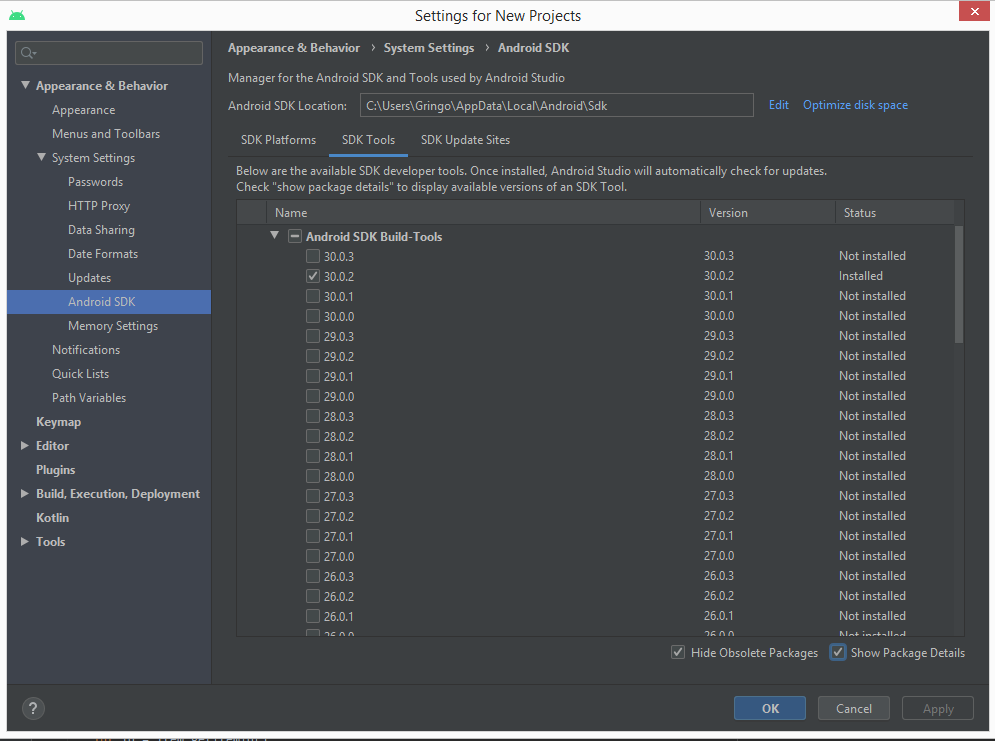 Settings for New Projects
Appearance & Behavior
Appearance
Menus and Toolbars
System Settings
Passwords
HTTP Proxy
Data Sharing
Date Formats
Updates
Android SDK
Memory Settings
Notifications
Quick Lists
Path Variables
Keymap
Editor
Plugins
Build, Execution, Deployment
Kotlin
Tools
Appearance & Behavior › System Settings › Android SDK
Manager for the Android SDK and Tools used by Android Studio
Android SDK Location: C:\Users\Gringo\AppData\Local\Android\Sdk Edit Optimize disk space
SDK Platforms SDK Tools SDK Update Sites
Below are the available SDK developer tools. Once installed, Android Studio will automatically check for updates.
Check "show package details" to display available versions of an SDK Tool.
Name Version Status
Android SDK Build-Tools
30.0.3 30.0.3 Not installed
30.0.2 30.0.2 Installed
30.0.1 30.0.1 Not installed
30.0.0 30.0.0 Not installed
29.0.3 29.0.3 Not installed
29.0.2 29.0.2 Not installed
29.0.1 29.0.1 Not installed
29.0.0 29.0.0 Not installed
28.0.3 28.0.3 Not installed
28.0.2 28.0.2 Not installed
28.0.1 28.0.1 Not installed
28.0.0 28.0.0 Not installed
27.0.3 27.0.3 Not installed
27.0.2 27.0.2 Not installed
27.0.1 27.0.1 Not installed
27.0.0 27.0.0 Not installed
26.0.3 26.0.3 Not installed
26.0.2 26.0.2 Not installed
26.0.1 26.0.1 Not installed
26.0.0 26.0.0 Not installed
Hide Obsolete Packages Show Package Details
? OK Cancel Apply